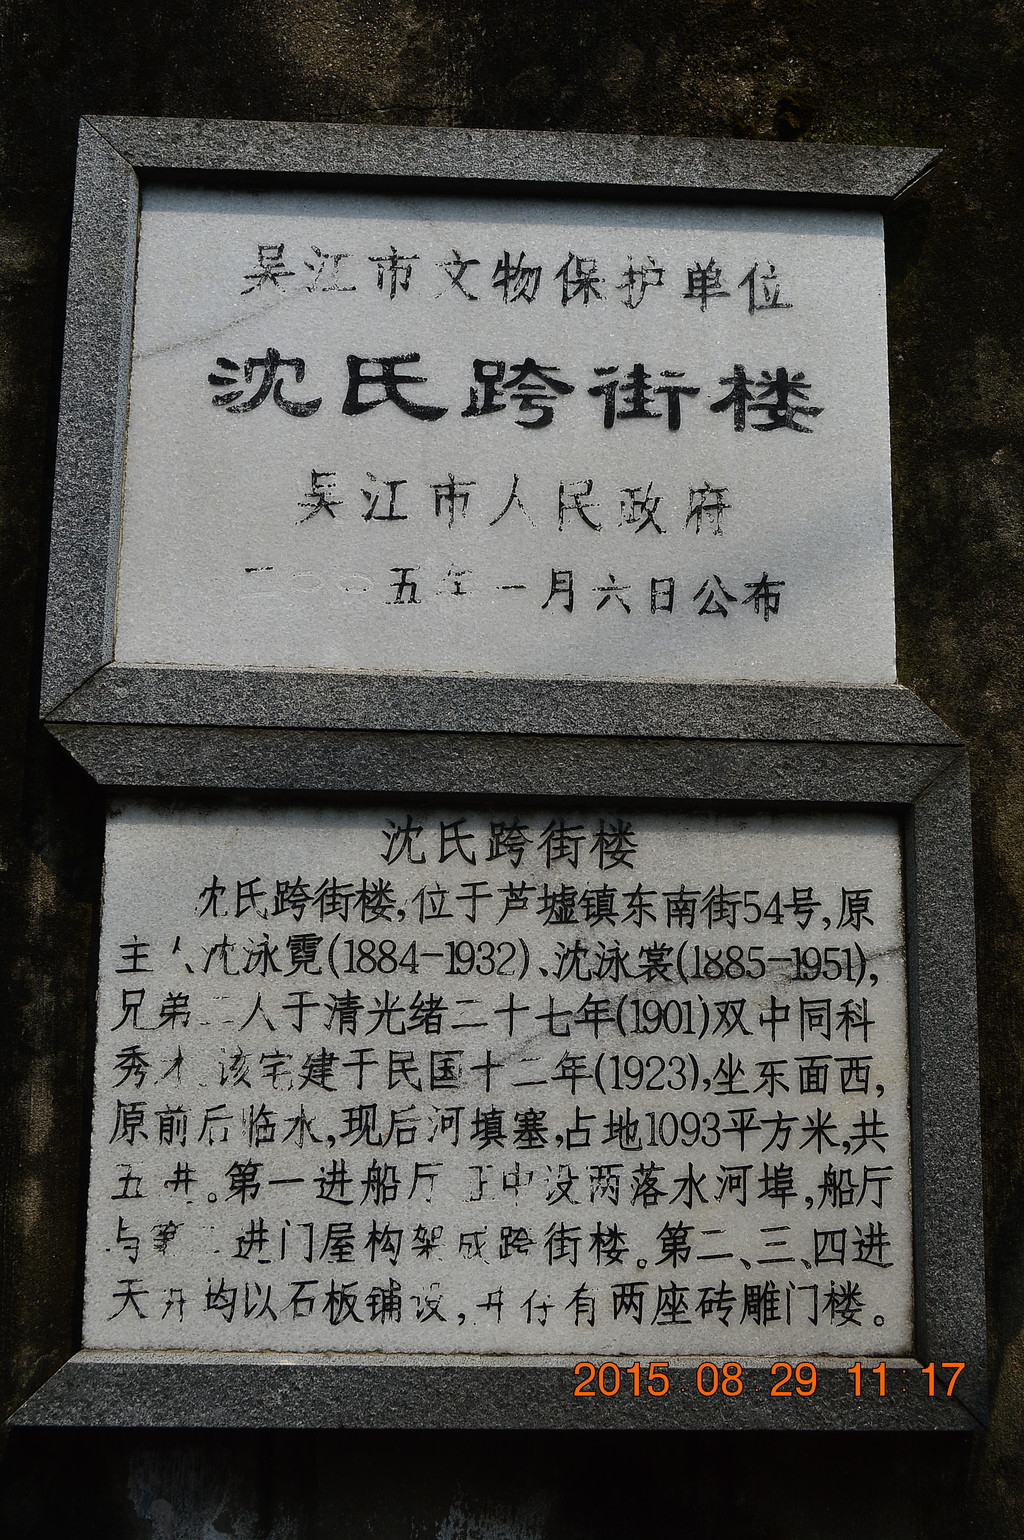 吴江市文物保护单位
沈氏跨街楼
吴江市人民政府
二〇〇五年一月六日公布
沈氏跨街楼
沈氏跨街楼,位于芦墟镇东南街54号,原
主人沈泳霓(1884-1932)、沈泳裳(1885-1951),
兄弟二人于清光绪二十七年(1901)双中同科
秀才 该宅建于民国十二年(1923),坐东面西,
原前后临水,现后河填塞,占地1093平方米,共
五进。第一进船厅 正中设两落水河埠,船厅
与第二进门屋构架成跨街楼。第二、三、四进
天井均以石板铺设,并存有两座砖雕门楼。
2015.08.29 11:17